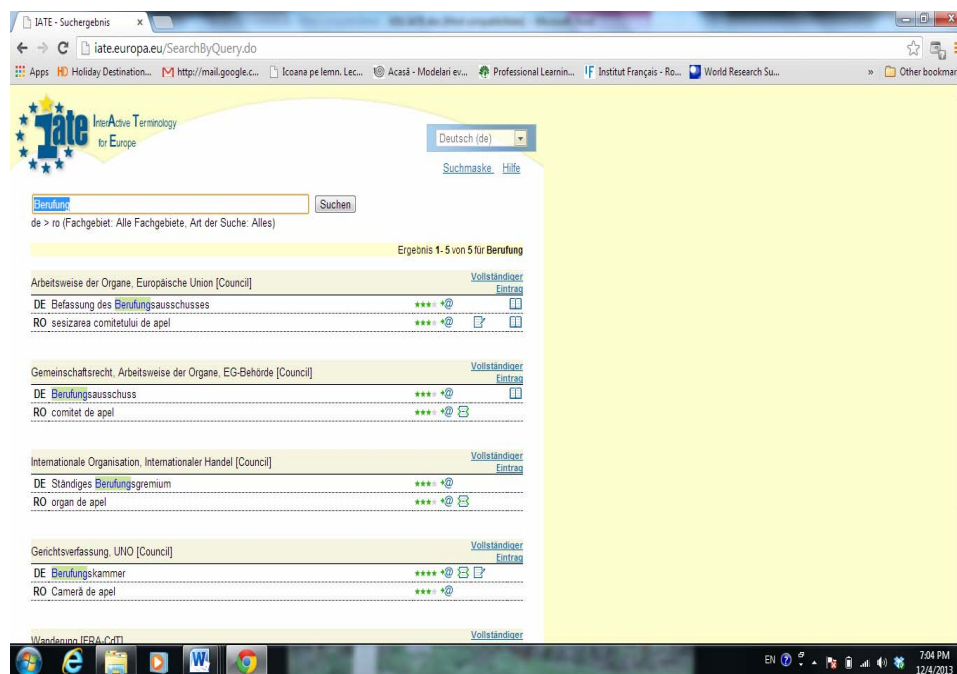 IATE - Suchergebnis
iate.europa.eu/SearchByQuery.do
Apps HD Holiday Destination... http://mail.google.c... Icoana pe lemn. Lec... Acasă - Modelari ev... Professional Learnin... IF Institut Français - Ro... World Research Su... » Other bookmar
iate InterActive Terminology
for Europe
Deutsch (de)
Suchmaske Hilfe
Berufung Suchen
de > ro (Fachgebiet: Alle Fachgebiete, Art der Suche: Alles)
Ergebnis 1- 5 von 5 für Berufung
Arbeitsweise der Organe, Europäische Union [Council] Vollständiger
Eintrag
DE Befassung des Berufungsausschusses
RO sesizarea comitetului de apel
Gemeinschaftsrecht, Arbeitsweise der Organe, EG-Behörde [Council] Vollständiger
Eintrag
DE Berufungsausschuss
RO comitet de apel
Internationale Organisation, Internationaler Handel [Council] Vollständiger
Eintrag
DE Ständiges Berufungsgremium
RO organ de apel
Gerichtsverfassung, UNO [Council] Vollständiger
Eintrag
DE Berufungskammer
RO Cameră de apel
Wanderung [FRA-CdT] Vollständiger
EN 7:04 PM
12/4/2013